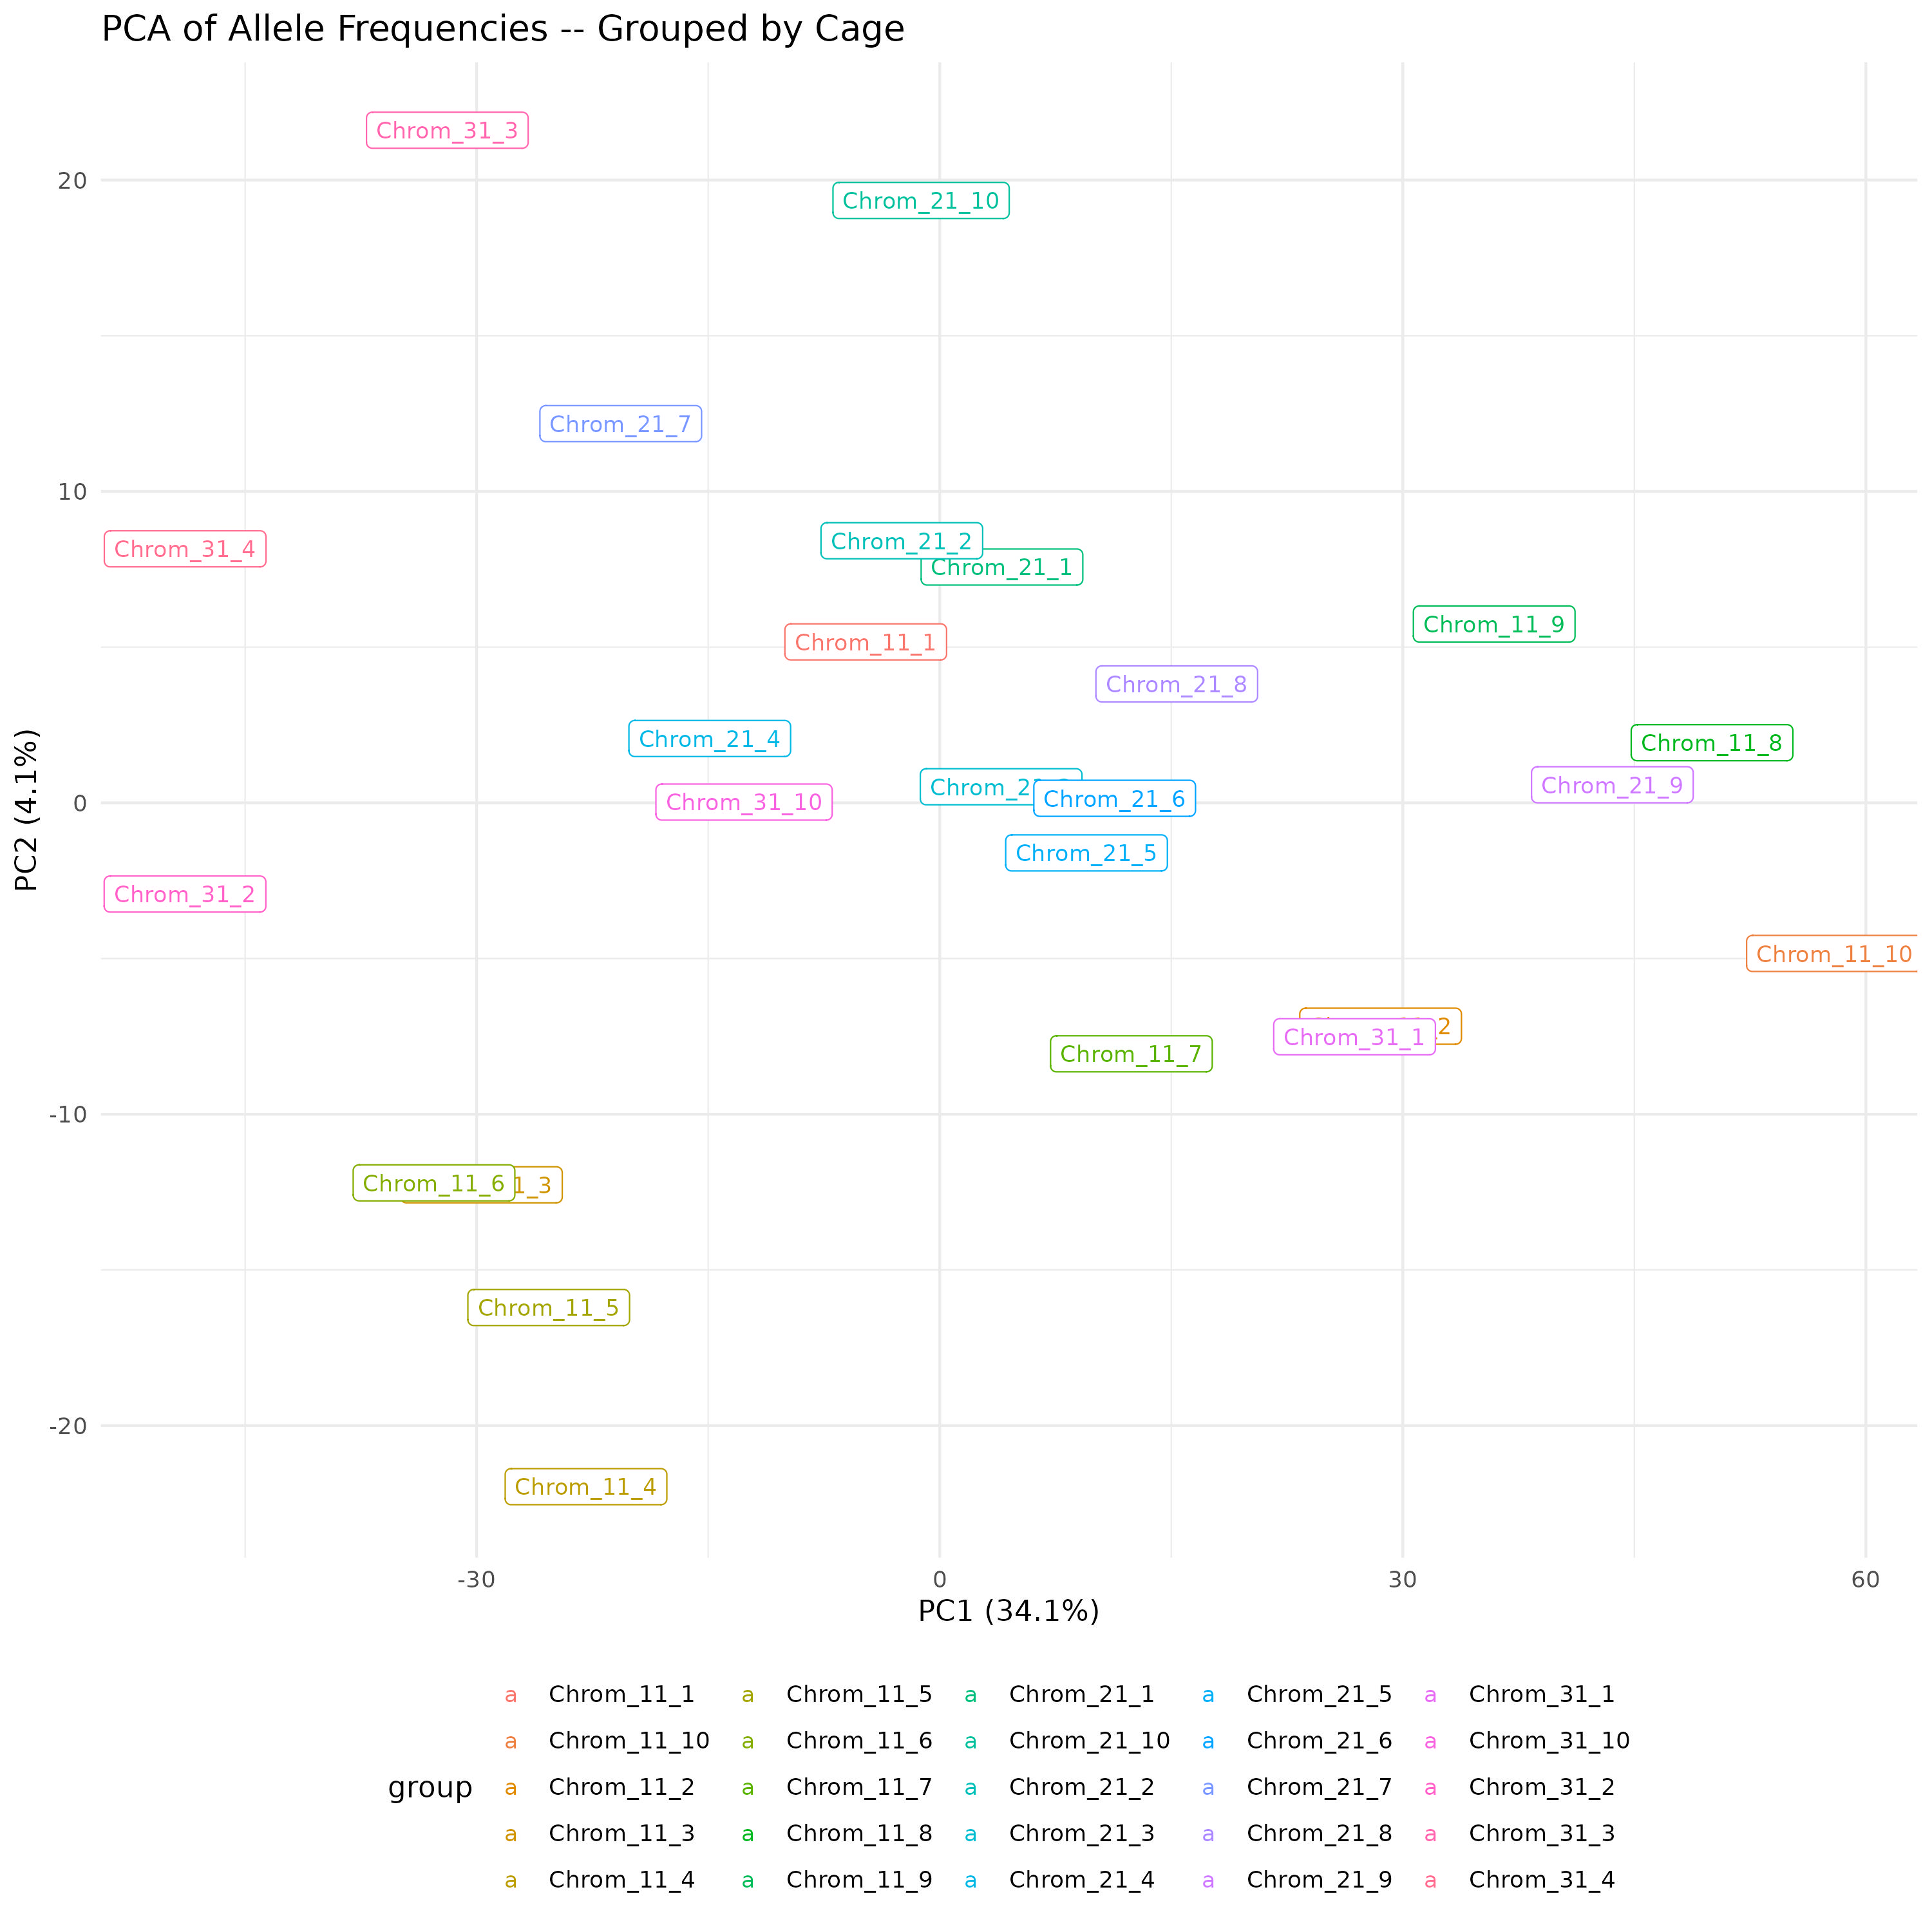 PCA of Allele Frequencies -- Grouped by Cage
Chrom_31_3
20
Chrom_21_10
Chrom_21_7
10
Chrom_31_4
Chrom_21_2
Chrom_21_1
Chrom_11_9
Chrom_11_1
Chrom_21_8
Chrom_21_4
Chrom_11_8
Chrom_21_9
PC2 (4.1%)
0
Chrom_31_10
Chrom_21_6
Chrom_21_5
Chrom_31_2
Chrom_11_10
Chrom_31_1
Chrom_11_7
-10
Chrom_11_6
Chrom_11_5
-20
Chrom_11_4
-30 0 30 60
PC1 (34.1%)
group
a Chrom_11_1 a Chrom_11_5 a Chrom_21_1 a Chrom_21_5 a Chrom_31_1
a Chrom_11_10 a Chrom_11_6 a Chrom_21_10 a Chrom_21_6 a Chrom_31_10
a Chrom_11_2 a Chrom_11_7 a Chrom_21_2 a Chrom_21_7 a Chrom_31_2
a Chrom_11_3 a Chrom_11_8 a Chrom_21_3 a Chrom_21_8 a Chrom_31_3
a Chrom_11_4 a Chrom_11_9 a Chrom_21_4 a Chrom_21_9 a Chrom_31_4